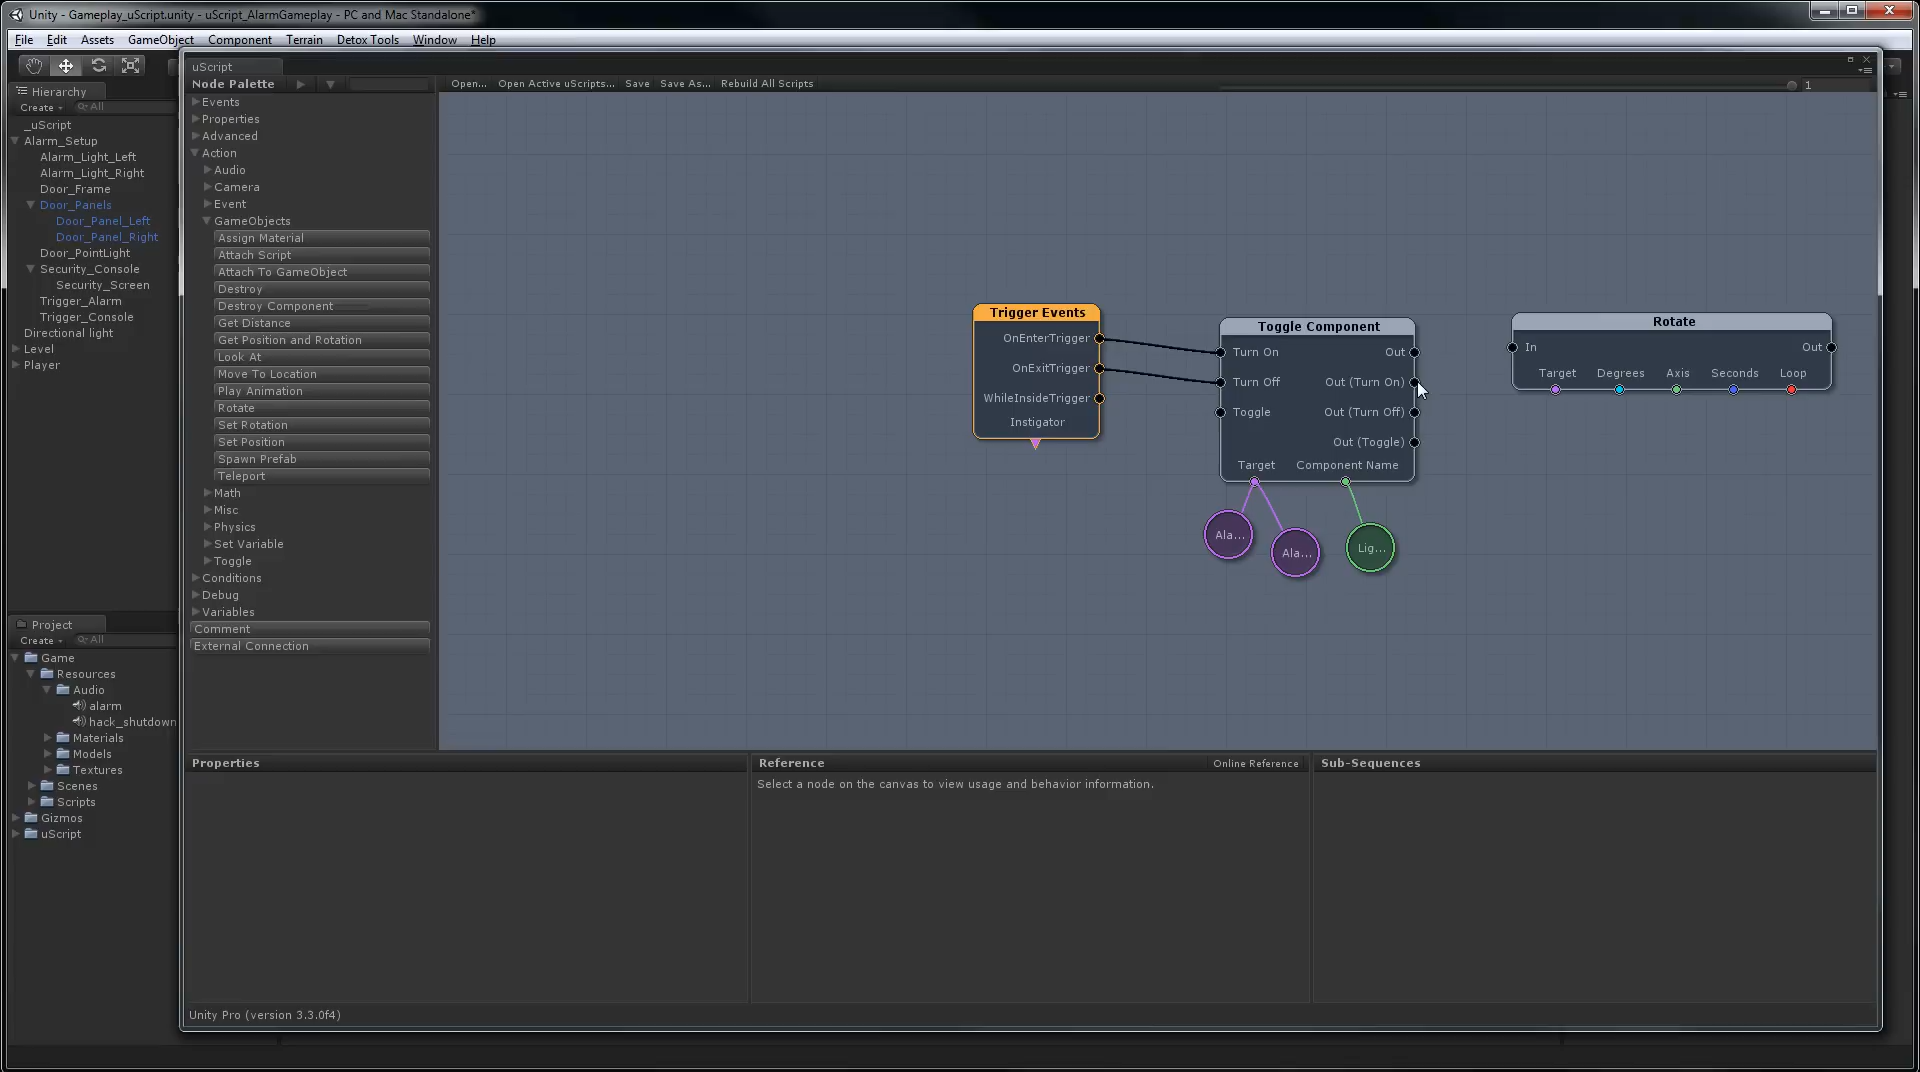 Unity - Gameplay_uScript.unity - uScript_AlarmGameplay - PC and Mac Standalone*
File Edit Assets GameObject Component Terrain Detox Tools Window Help
Hierarchy
Create All
_uScript
Alarm_Setup
Alarm_Light_Left
Alarm_Light_Right
Door_Frame
Door_Panels
Door_Panel_Left
Door_Panel_Right
Door_PointLight
Security_Console
Security_Screen
Trigger_Alarm
Trigger_Console
Directional light
Level
Player
Project
Create All
Game
Resources
Audio
alarm
hack_shutdown
Materials
Models
Textures
Scenes
Scripts
Gizmos
uScript
uScript
Node Palette
Open... Open Active uScripts... Save Save As... Rebuild All Scripts 1
Events
Properties
Advanced
Action
Audio
Camera
Event
GameObjects
Assign Material
Attach Script
Attach To GameObject
Destroy
Destroy Component
Get Distance
Get Position and Rotation
Look At
Move To Location
Play Animation
Rotate
Set Rotation
Set Position
Spawn Prefab
Teleport
Math
Misc
Physics
Set Variable
Toggle
Conditions
Debug
Variables
Comment
External Connection
Trigger Events
OnEnterTrigger
OnExitTrigger
WhileInsideTrigger
Instigator
Toggle Component
Turn On Out
Turn Off Out (Turn On)
Toggle Out (Turn Off)
Out (Toggle)
Target Component Name
Ala...
Ala...
Lig...
Rotate
In Out
Target Degrees Axis Seconds Loop
Properties
Reference Online Reference
Select a node on the canvas to view usage and behavior information.
Sub-Sequences
Unity Pro (version 3.3.0f4)